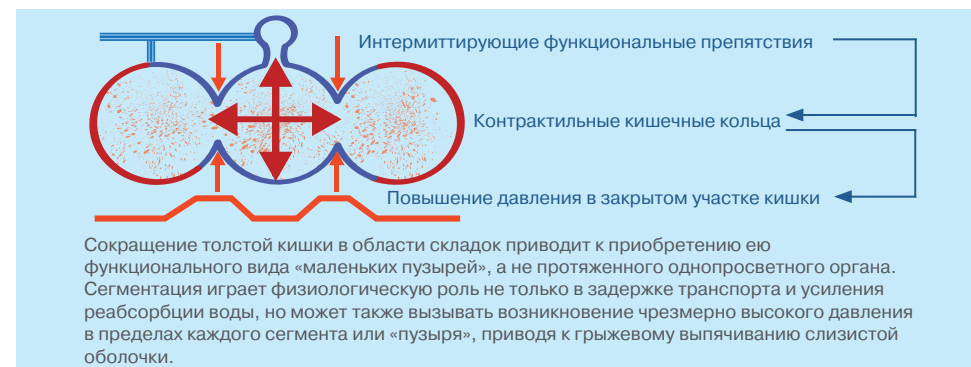 Интермиттирующие функциональные препятствия
Контрактильные кишечные кольца
Повышение давления в закрытом участке кишки
Сокращение толстой кишки в области складок приводит к приобретению ею
функционального вида «маленьких пузырей», а не протяженного однопросветного органа.
Сегментация играет физиологическую роль не только в задержке транспорта и усиления
реабсорбции воды, но может также вызывать возникновение чрезмерно высокого давления
в пределах каждого сегмента или «пузыря», приводя к грыжевому выпячиванию слизистой
оболочки.